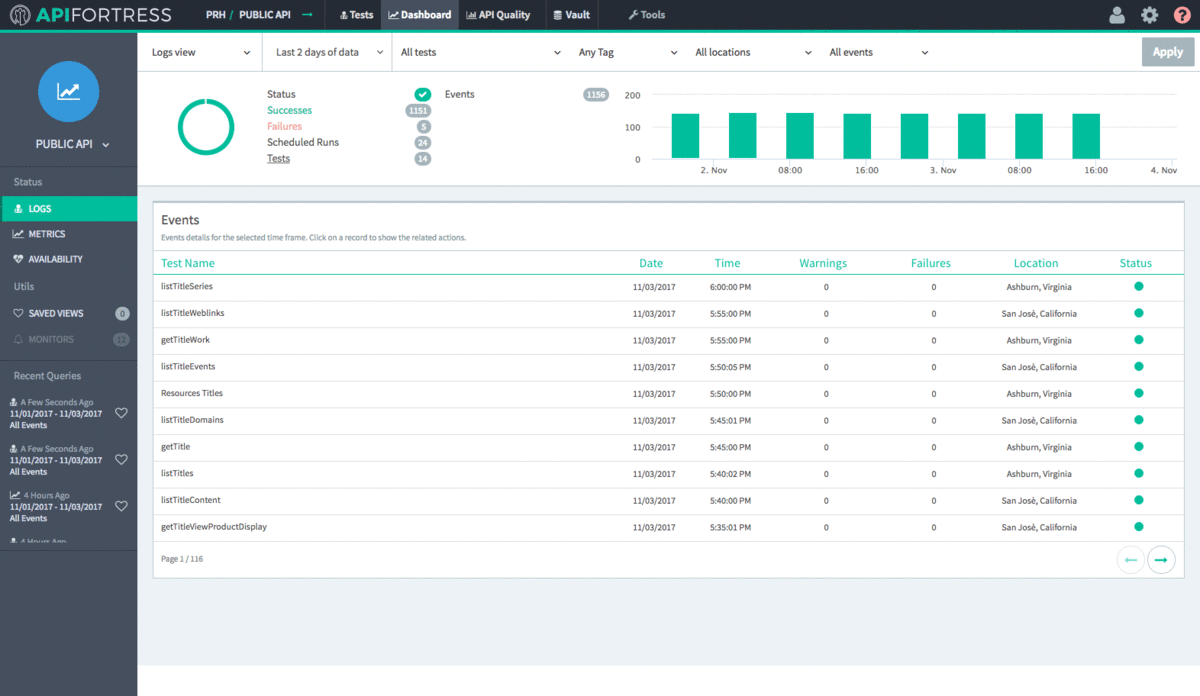 APIFORTRESS PRH / PUBLIC API → Tests Dashboard API Quality Vault Tools ?
Logs view Last 2 days of data All tests Any Tag All locations All events Apply
PUBLIC API
Status
LOGS
METRICS
AVAILABILITY
Utils
SAVED VIEWS 0
MONITORS 12
Recent Queries
A Few Seconds Ago
11/01/2017 - 11/03/2017
All Events
A Few Seconds Ago
11/01/2017 - 11/03/2017
All Events
4 Hours Ago
11/01/2017 - 11/03/2017
All Events
4 Hours Ago
Status
Successes 1151
Failures 5
Scheduled Runs 24
Tests 14
Events 1156
200
100
0
2. Nov 08:00 16:00 3. Nov 08:00 16:00 4. Nov
Events
Events details for the selected time frame. Click on a record to show the related actions.
Test Name Date Time Warnings Failures Location Status
listTitleSeries 11/03/2017 6:00:00 PM 0 0 Ashburn, Virginia
listTitleWeblinks 11/03/2017 5:55:00 PM 0 0 San Josè, California
getTitleWork 11/03/2017 5:55:00 PM 0 0 Ashburn, Virginia
listTitleEvents 11/03/2017 5:50:05 PM 0 0 San Josè, California
Resources Titles 11/03/2017 5:50:00 PM 0 0 Ashburn, Virginia
listTitleDomains 11/03/2017 5:45:01 PM 0 0 San Josè, California
getTitle 11/03/2017 5:45:00 PM 0 0 Ashburn, Virginia
listTitles 11/03/2017 5:40:02 PM 0 0 Ashburn, Virginia
listTitleContent 11/03/2017 5:40:00 PM 0 0 San Josè, California
getTitleViewProductDisplay 11/03/2017 5:35:01 PM 0 0 San Josè, California
Page 1 / 116